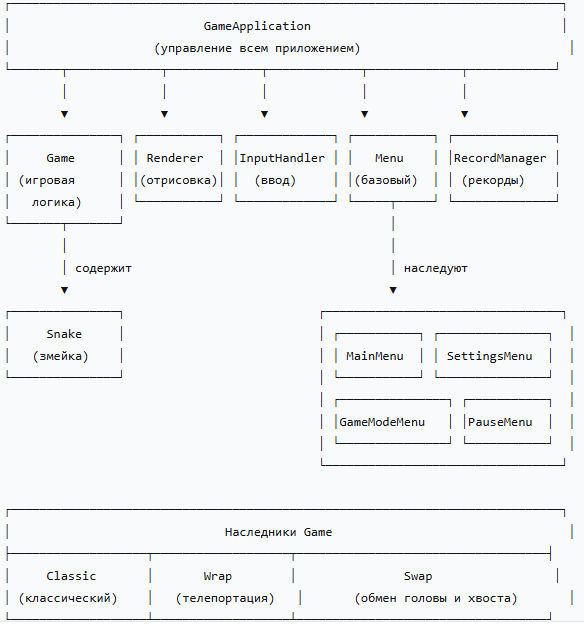 GameApplication
(управление всем приложением)
Game Renderer InputHandler Menu RecordManager
(игровая (отрисовка) (ввод) (базовый) (рекорды)
логика)
содержит наследуют
Snake
(змейка)
MainMenu SettingsMenu
GameModeMenu PauseMenu
Наследники Game
Classic Wrap Swap
(классический) (телепортация) (обмен головы и хвоста)